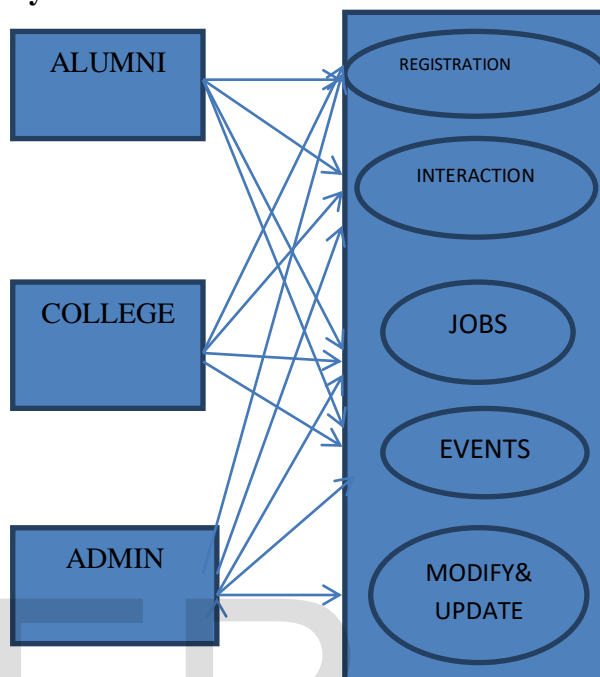 ALUMNI
REGISTRATION
INTERACTION
COLLEGE
JOBS
EVENTS
ADMIN
MODIFY&
UPDATE